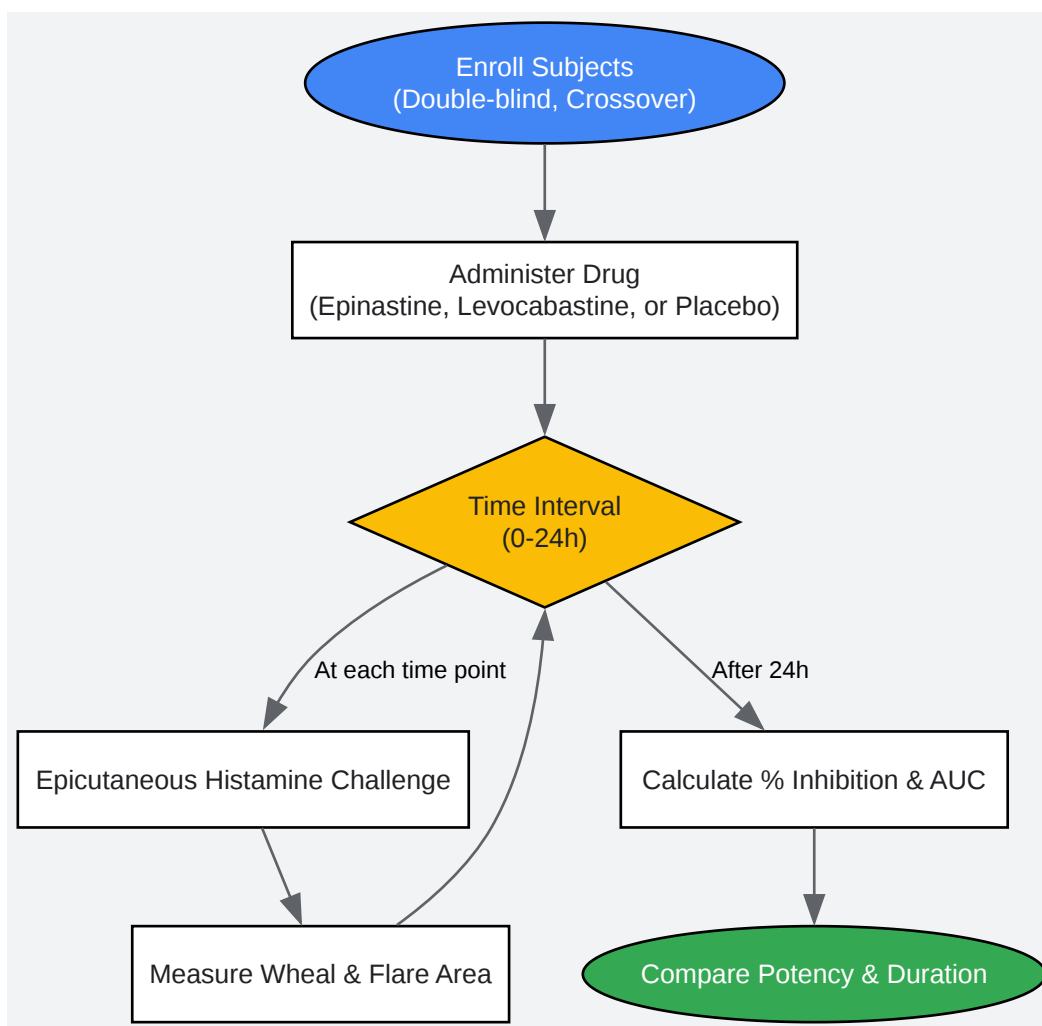 Enroll Subjects
(Double-blind, Crossover)
Administer Drug
(Epinastine, Levocabastine, or Placebo)
Time Interval
(0-24h)
At each time point
After 24h
Epicutaneous Histamine Challenge
Calculate % Inhibition & AUC
Measure Wheal & Flare Area
Compare Potency & Duration